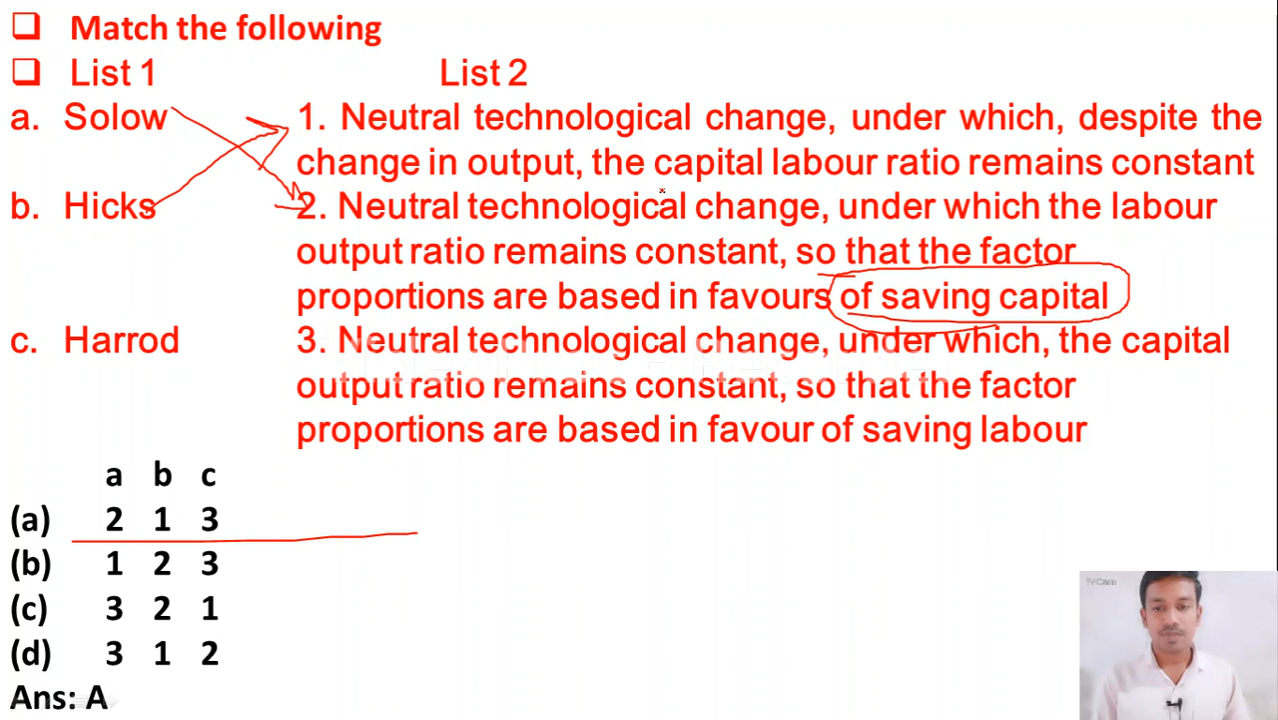 ❑ Match the following
❑ List 1 List 2
a. Solow 1. Neutral technological change, under which, despite the
change in output, the capital labour ratio remains constant
b. Hicks 2. Neutral technological change, under which the labour
output ratio remains constant, so that the factor
proportions are based in favours of saving capital
c. Harrod 3. Neutral technological change, under which, the capital
output ratio remains constant, so that the factor
proportions are based in favour of saving labour
a b c
(a) 2 1 3
(b) 1 2 3
(c) 3 2 1
(d) 3 1 2
Ans: A
iVCam